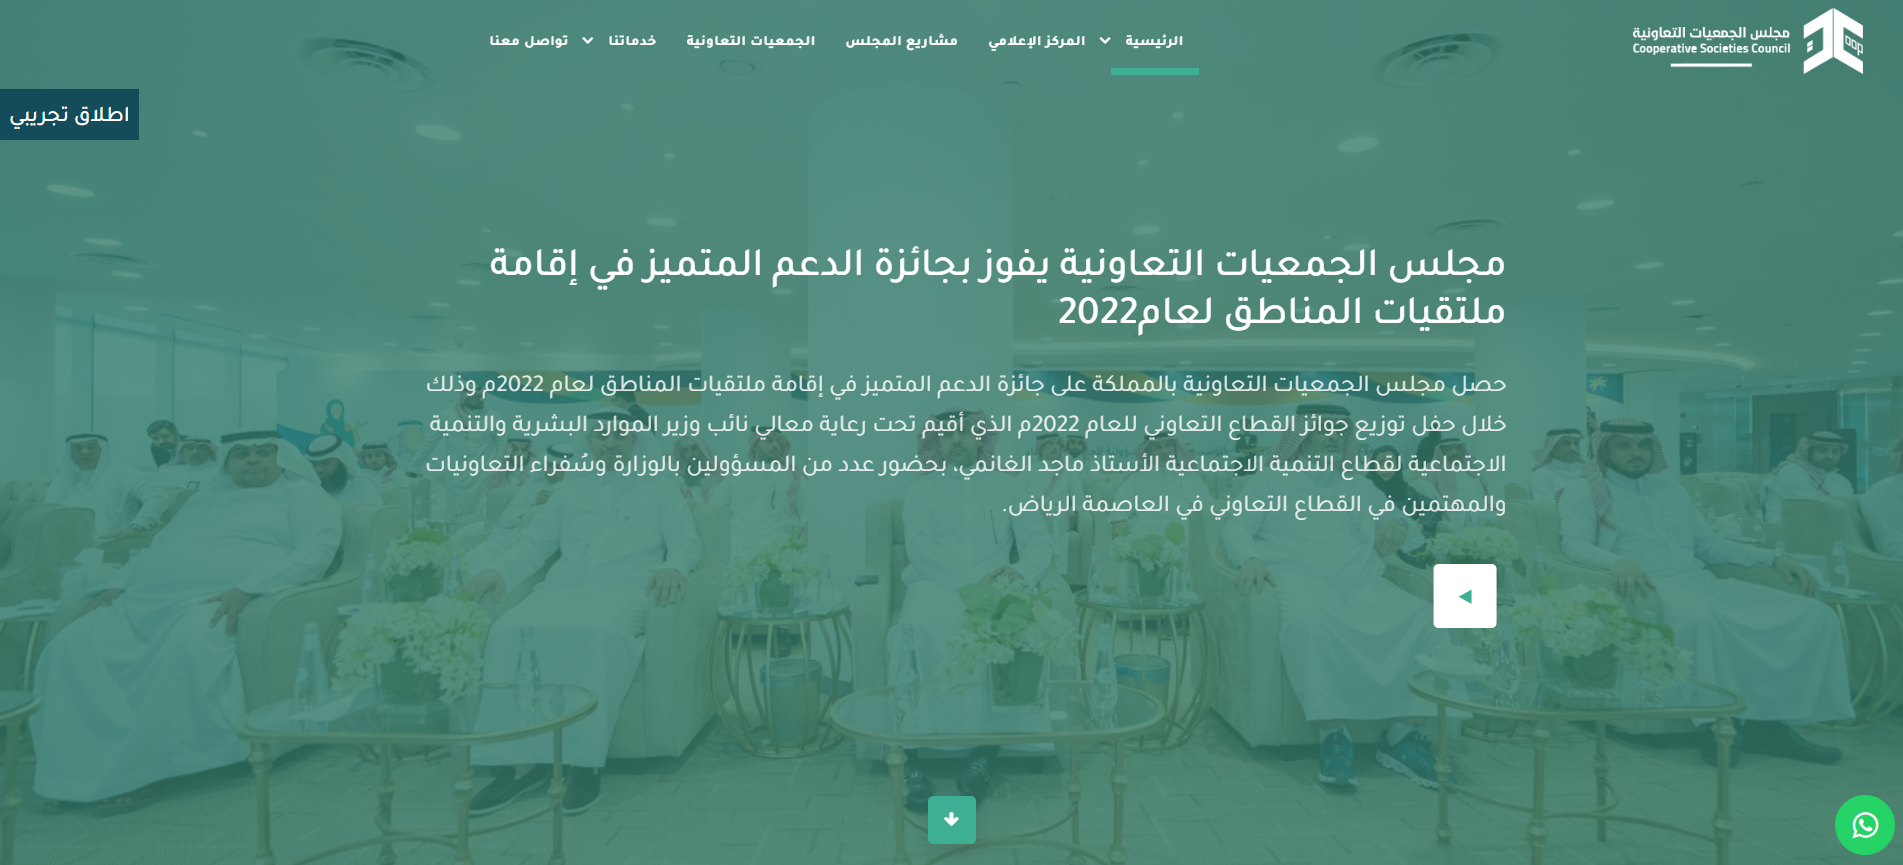 مجلس الجمعيات التعاونية
Cooperative Societies Council
الرئيسية
المركز الإعلامي
مشاريع المجلس
الجمعيات التعاونية
خدماتنا
تواصل معنا
اطلاق تجريبي
مجلس الجمعيات التعاونية يفوز بجائزة الدعم المتميز في إقامة
ملتقيات المناطق لعام2022
حصل مجلس الجمعيات التعاونية بالمملكة على جائزة الدعم المتميز في إقامة ملتقيات المناطق لعام 2022م وذلك
خلال حفل توزيع جوائز القطاع التعاوني للعام 2022م الذي أقيم تحت رعاية معالي نائب وزير الموارد البشرية والتنمية
الاجتماعية لقطاع التنمية الاجتماعية الأستاذ ماجد الغانمي، بحضور عدد من المسؤولين بالوزارة وسُفراء التعاونيات
والمهتمين في القطاع التعاوني في العاصمة الرياض.